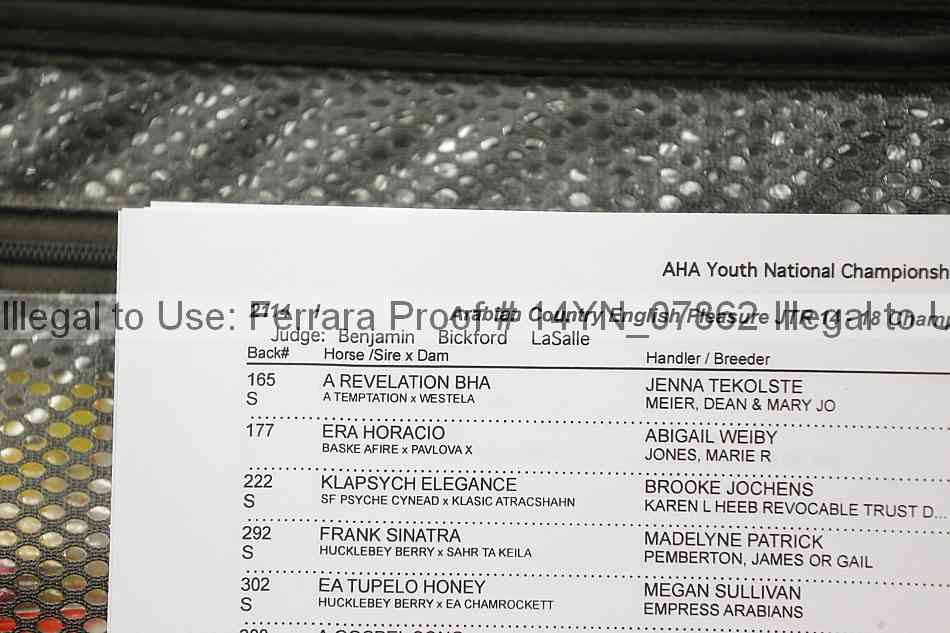 AHA Youth National Championsh
2714 / Arabian Country English Pleasure JTR 14 - 18 Champ
Illegal to Use: Ferrara Proof # 14YN_07862 Illegal to U
Judge: Benjamin Bickford LaSalle
Back# Horse /Sire x Dam Handler / Breeder
165 A REVELATION BHA JENNA TEKOLSTE
S A TEMPTATION x WESTELA MEIER, DEAN & MARY JO
177 ERA HORACIO ABIGAIL WEIBY
BASKE AFIRE x PAVLOVA X JONES, MARIE R
222 KLAPSYCH ELEGANCE BROOKE JOCHENS
S SF PSYCHE CYNEAD x KLASIC ATRACSHAHN KAREN L HEEB REVOCABLE TRUST D...
292 FRANK SINATRA MADELYNE PATRICK
S HUCKLEBEY BERRY x SAHR TA KEILA PEMBERTON, JAMES OR GAIL
302 EA TUPELO HONEY MEGAN SULLIVAN
S HUCKLEBEY BERRY x EA CHAMROCKETT EMPRESS ARABIANS